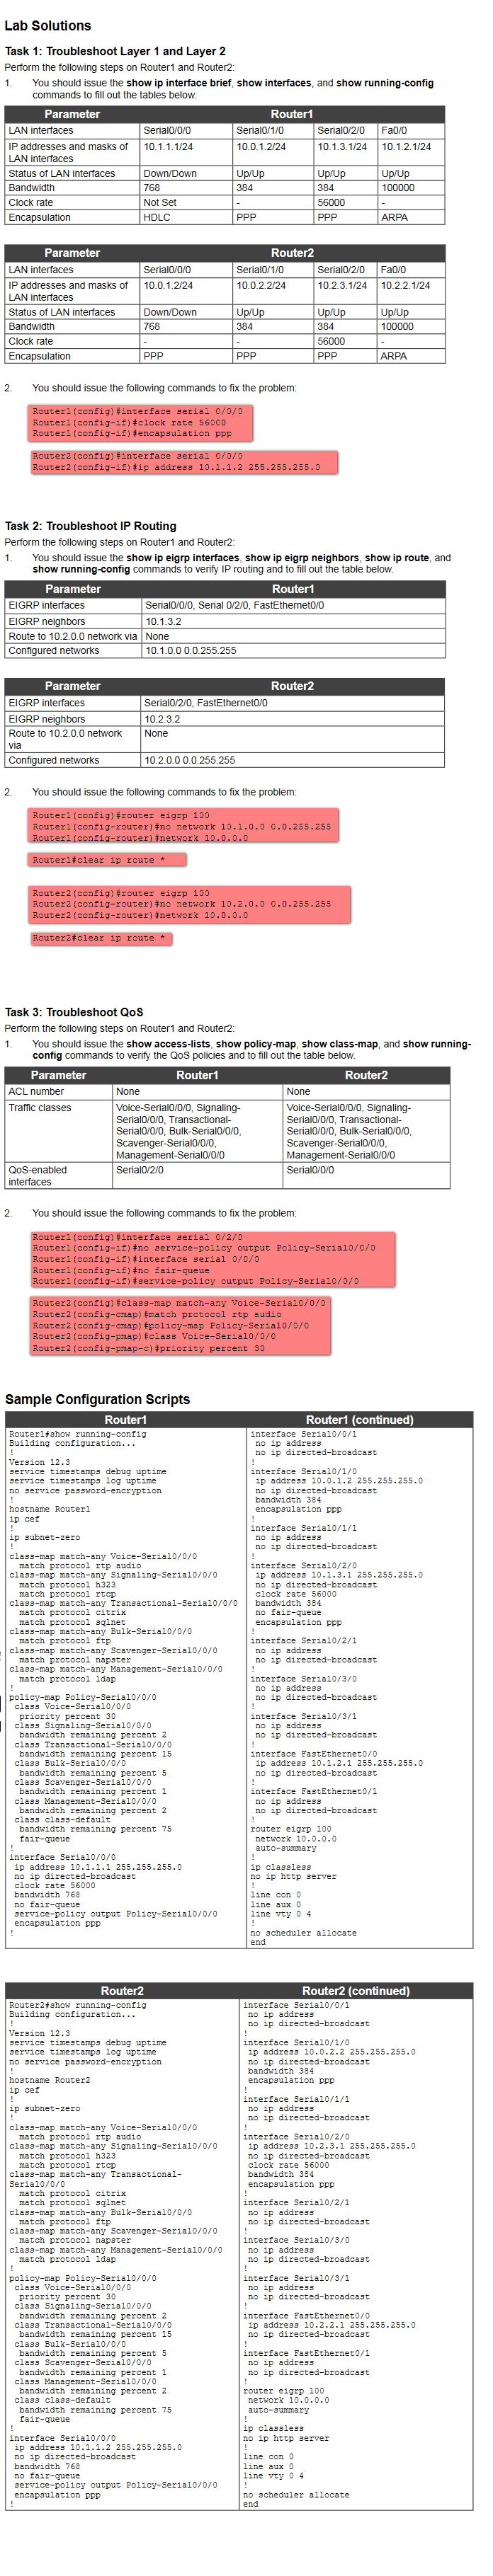 Lab Solutions
Task 1: Troubleshoot Layer 1 and Layer 2
Perform the following steps on Router1 and Router2:
1. You should issue the show ip interface brief, show interfaces, and show running-config
commands to fill out the tables below.
Parameter Router1
LAN interfaces Serial0/0/0 Serial0/1/0 Serial0/2/0 Fa0/0
IP addresses and masks of 10.1.1.1/24 10.0.1.2/24 10.1.3.1/24 10.1.2.1/24
LAN interfaces
Status of LAN interfaces Down/Down Up/Up Up/Up Up/Up
Bandwidth 768 384 384 100000
Clock rate Not Set - 56000 -
Encapsulation HDLC PPP PPP ARPA
Parameter Router2
LAN interfaces Serial0/0/0 Serial0/1/0 Serial0/2/0 Fa0/0
IP addresses and masks of 10.0.1.2/24 10.0.2.2/24 10.2.3.1/24 10.2.2.1/24
LAN interfaces
Status of LAN interfaces Down/Down Up/Up Up/Up Up/Up
Bandwidth 768 384 384 100000
Clock rate - - 56000 -
Encapsulation PPP PPP PPP ARPA
2. You should issue the following commands to fix the problem:
Router1(config)#interface serial 0/0/0
Router1(config-if)#clock rate 56000
Router1(config-if)#encapsulation ppp
Router2(config)#interface serial 0/0/0
Router2(config-if)#ip address 10.1.1.2 255.255.255.0
Task 2: Troubleshoot IP Routing
Perform the following steps on Router1 and Router2:
1. You should issue the show ip eigrp interfaces, show ip eigrp neighbors, show ip route, and
show running-config commands to verify IP routing and to fill out the table below.
Parameter Router1
EIGRP interfaces Serial0/0/0, Serial 0/2/0, FastEthernet0/0
EIGRP neighbors 10.1.3.2
Route to 10.2.0.0 network via None
Configured networks 10.1.0.0 0.0.255.255
Parameter Router2
EIGRP interfaces Serial0/2/0, FastEthernet0/0
EIGRP neighbors 10.2.3.2
Route to 10.2.0.0 network None
via
Configured networks 10.2.0.0 0.0.255.255
2. You should issue the following commands to fix the problem:
Router1(config)#router eigrp 100
Router1(config-router)#no network 10.1.0.0 0.0.255.255
Router1(config-router)#network 10.0.0.0
Router1#clear ip route *
Router2(config)#router eigrp 100
Router2(config-router)#no network 10.2.0.0 0.0.255.255
Router2(config-router)#network 10.0.0.0
Router2#clear ip route *
Task 3: Troubleshoot QoS
Perform the following steps on Router1 and Router2:
1. You should issue the show access-lists, show policy-map, show class-map, and show running-
config commands to verify the QoS policies and to fill out the table below.
Parameter Router1 Router2
ACL number None None
Traffic classes Voice-Serial0/0/0, Signaling- Voice-Serial0/0/0, Signaling-
Serial0/0/0, Transactional- Serial0/0/0, Transactional-
Serial0/0/0, Bulk-Serial0/0/0, Serial0/0/0, Bulk-Serial0/0/0,
Scavenger-Serial0/0/0, Scavenger-Serial0/0/0,
Management-Serial0/0/0 Management-Serial0/0/0
QoS-enabled Serial0/2/0 Serial0/0/0
interfaces
2. You should issue the following commands to fix the problem:
Router1(config)#interface serial 0/2/0
Router1(config-if)#no service-policy output Policy-Serial0/0/0
Router1(config-if)#interface serial 0/0/0
Router1(config-if)#no fair-queue
Router1(config-if)#service-policy output Policy-Serial0/0/0
Router2(config)#class-map match-any Voice-Serial0/0/0
Router2(config-cmap)#match protocol rtp audio
Router2(config-cmap)#policy-map Policy-Serial0/0/0
Router2(config-pmap)#class Voice-Serial0/0/0
Router2(config-pmap-c)#priority percent 30
Sample Configuration Scripts
Router1
Router1#show running-config
Building configuration...
!
Version 12.3
service timestamps debug uptime
service timestamps log uptime
no service password-encryption
!
hostname Router1
ip cef
!
ip subnet-zero
!
class-map match-any Voice-Serial0/0/0
match protocol rtp audio
class-map match-any Signaling-Serial0/0/0
match protocol h323
match protocol rtcp
class-map match-any Transactional-Serial0/0/0
match protocol citrix
match protocol sqlnet
class-map match-any Bulk-Serial0/0/0
match protocol ftp
class-map match-any Scavenger-Serial0/0/0
match protocol napster
class-map match-any Management-Serial0/0/0
match protocol ldap
!
policy-map Policy-Serial0/0/0
class Voice-Serial0/0/0
priority percent 30
class Signaling-Serial0/0/0
bandwidth remaining percent 2
class Transactional-Serial0/0/0
bandwidth remaining percent 15
class Bulk-Serial0/0/0
bandwidth remaining percent 5
class Scavenger-Serial0/0/0
bandwidth remaining percent 1
class Management-Serial0/0/0
bandwidth remaining percent 2
class class-default
bandwidth remaining percent 75
fair-queue
!
interface Serial0/0/0
ip address 10.1.1.1 255.255.255.0
no ip directed-broadcast
clock rate 56000
bandwidth 768
no fair-queue
service-policy output Policy-Serial0/0/0
encapsulation ppp
!
Router1 (continued)
interface Serial0/0/1
no ip address
no ip directed-broadcast
!
interface Serial0/1/0
ip address 10.0.1.2 255.255.255.0
no ip directed-broadcast
bandwidth 384
encapsulation ppp
!
interface Serial0/1/1
no ip address
no ip directed-broadcast
!
interface Serial0/2/0
ip address 10.1.3.1 255.255.255.0
no ip directed-broadcast
clock rate 56000
bandwidth 384
no fair-queue
encapsulation ppp
!
interface Serial0/2/1
no ip address
no ip directed-broadcast
!
interface Serial0/3/0
no ip address
no ip directed-broadcast
!
interface Serial0/3/1
no ip address
no ip directed-broadcast
!
interface FastEthernet0/0
ip address 10.1.2.1 255.255.255.0
no ip directed-broadcast
!
interface FastEthernet0/1
no ip address
no ip directed-broadcast
!
router eigrp 100
network 10.0.0.0
auto-summary
!
ip classless
no ip http server
!
line con 0
line aux 0
line vty 0 4
!
no scheduler allocate
end
Router2
Router2#show running-config
Building configuration...
!
Version 12.3
service timestamps debug uptime
service timestamps log uptime
no service password-encryption
!
hostname Router2
ip cef
!
ip subnet-zero
!
class-map match-any Voice-Serial0/0/0
match protocol rtp audio
class-map match-any Signaling-Serial0/0/0
match protocol h323
match protocol rtcp
class-map match-any Transactional-
Serial0/0/0
match protocol citrix
match protocol sqlnet
class-map match-any Bulk-Serial0/0/0
match protocol ftp
class-map match-any Scavenger-Serial0/0/0
match protocol napster
class-map match-any Management-Serial0/0/0
match protocol ldap
!
policy-map Policy-Serial0/0/0
class Voice-Serial0/0/0
priority percent 30
class Signaling-Serial0/0/0
bandwidth remaining percent 2
class Transactional-Serial0/0/0
bandwidth remaining percent 15
class Bulk-Serial0/0/0
bandwidth remaining percent 5
class Scavenger-Serial0/0/0
bandwidth remaining percent 1
class Management-Serial0/0/0
bandwidth remaining percent 2
class class-default
bandwidth remaining percent 75
fair-queue
!
interface Serial0/0/0
ip address 10.1.1.2 255.255.255.0
no ip directed-broadcast
bandwidth 768
no fair-queue
service-policy output Policy-Serial0/0/0
encapsulation ppp
!
Router2 (continued)
interface Serial0/0/1
no ip address
no ip directed-broadcast
!
interface Serial0/1/0
ip address 10.0.2.2 255.255.255.0
no ip directed-broadcast
bandwidth 384
encapsulation ppp
!
interface Serial0/1/1
no ip address
no ip directed-broadcast
!
interface Serial0/2/0
ip address 10.2.3.1 255.255.255.0
no ip directed-broadcast
clock rate 56000
bandwidth 384
encapsulation ppp
!
interface Serial0/2/1
no ip address
no ip directed-broadcast
!
interface Serial0/3/0
no ip address
no ip directed-broadcast
!
interface Serial0/3/1
no ip address
no ip directed-broadcast
!
interface FastEthernet0/0
ip address 10.2.2.1 255.255.255.0
no ip directed-broadcast
!
interface FastEthernet0/1
no ip address
no ip directed-broadcast
!
router eigrp 100
network 10.0.0.0
auto-summary
!
ip classless
no ip http server
!
line con 0
line aux 0
line vty 0 4
!
no scheduler allocate
end